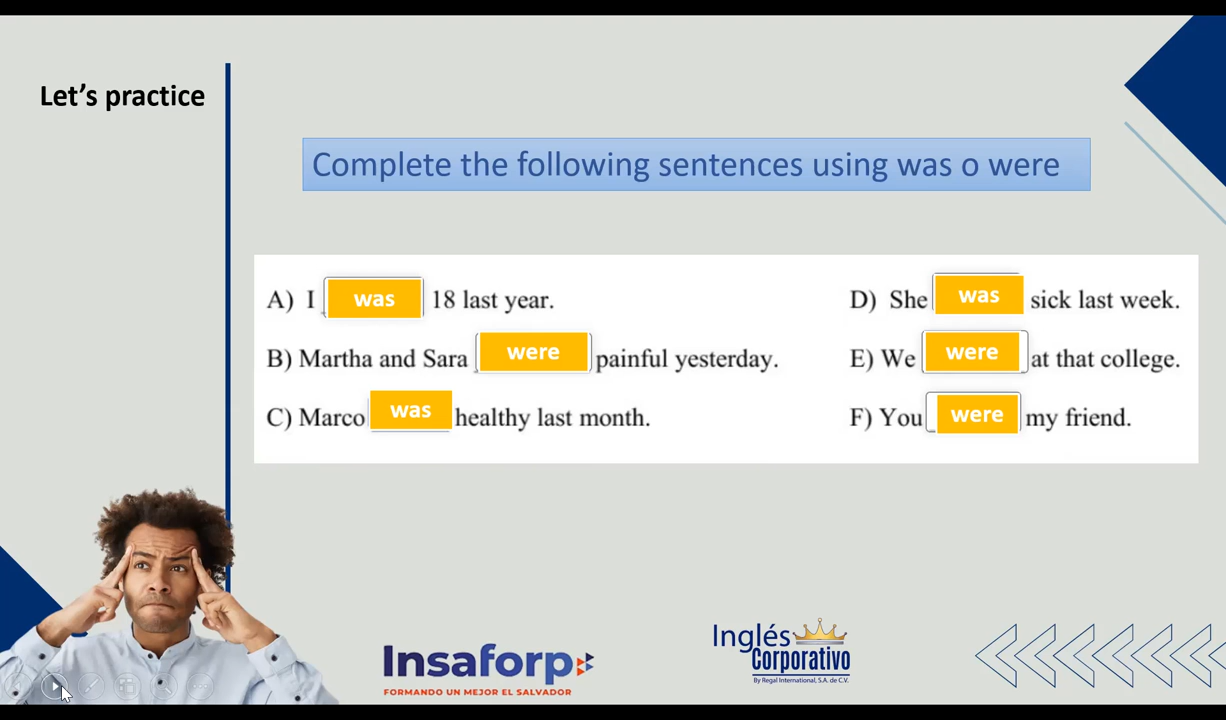 Let's practice
Complete the following sentences using was o were
A) I was 18 last year.
B) Martha and Sara were painful yesterday.
C) Marco was healthy last month.
D) She was sick last week.
E) We were at that college.
F) You were my friend.
Insaforp
FORMANDO UN MEJOR EL SALVADOR
Inglés
Corporativo
By Regal International, S.A. de C.V.